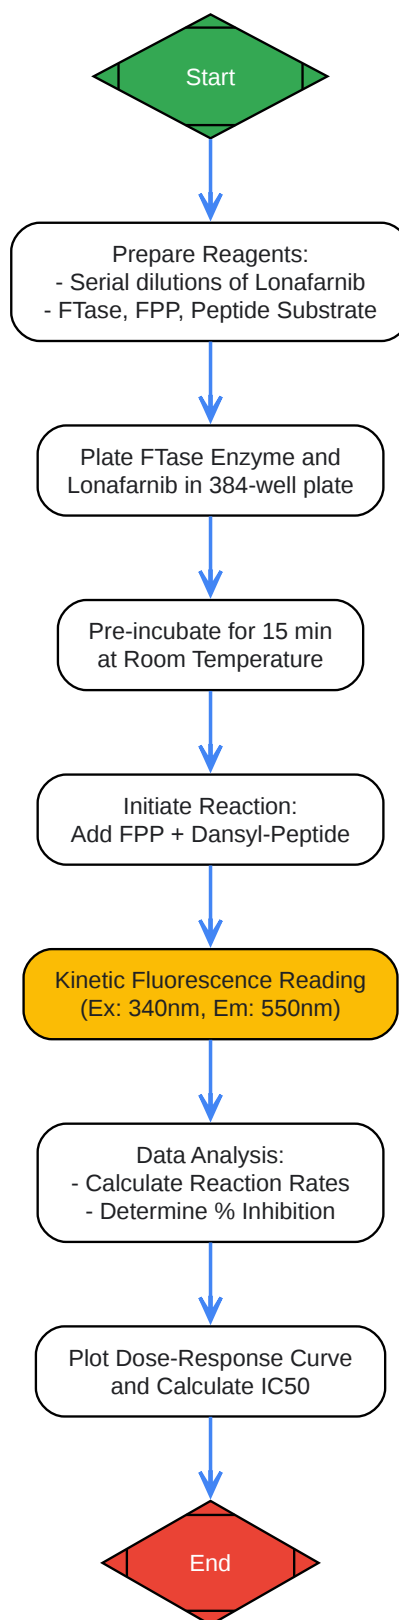 Start
Prepare Reagents:
- Serial dilutions of Lonafarnib
- FTase, FPP, Peptide Substrate
Plate FTase Enzyme and
Lonafarnib in 384-well plate
Pre-incubate for 15 min
at Room Temperature
Initiate Reaction:
Add FPP + Dansyl-Peptide
Kinetic Fluorescence Reading
(Ex: 340nm, Em: 550nm)
Data Analysis:
- Calculate Reaction Rates
- Determine % Inhibition
Plot Dose-Response Curve
and Calculate IC50
End